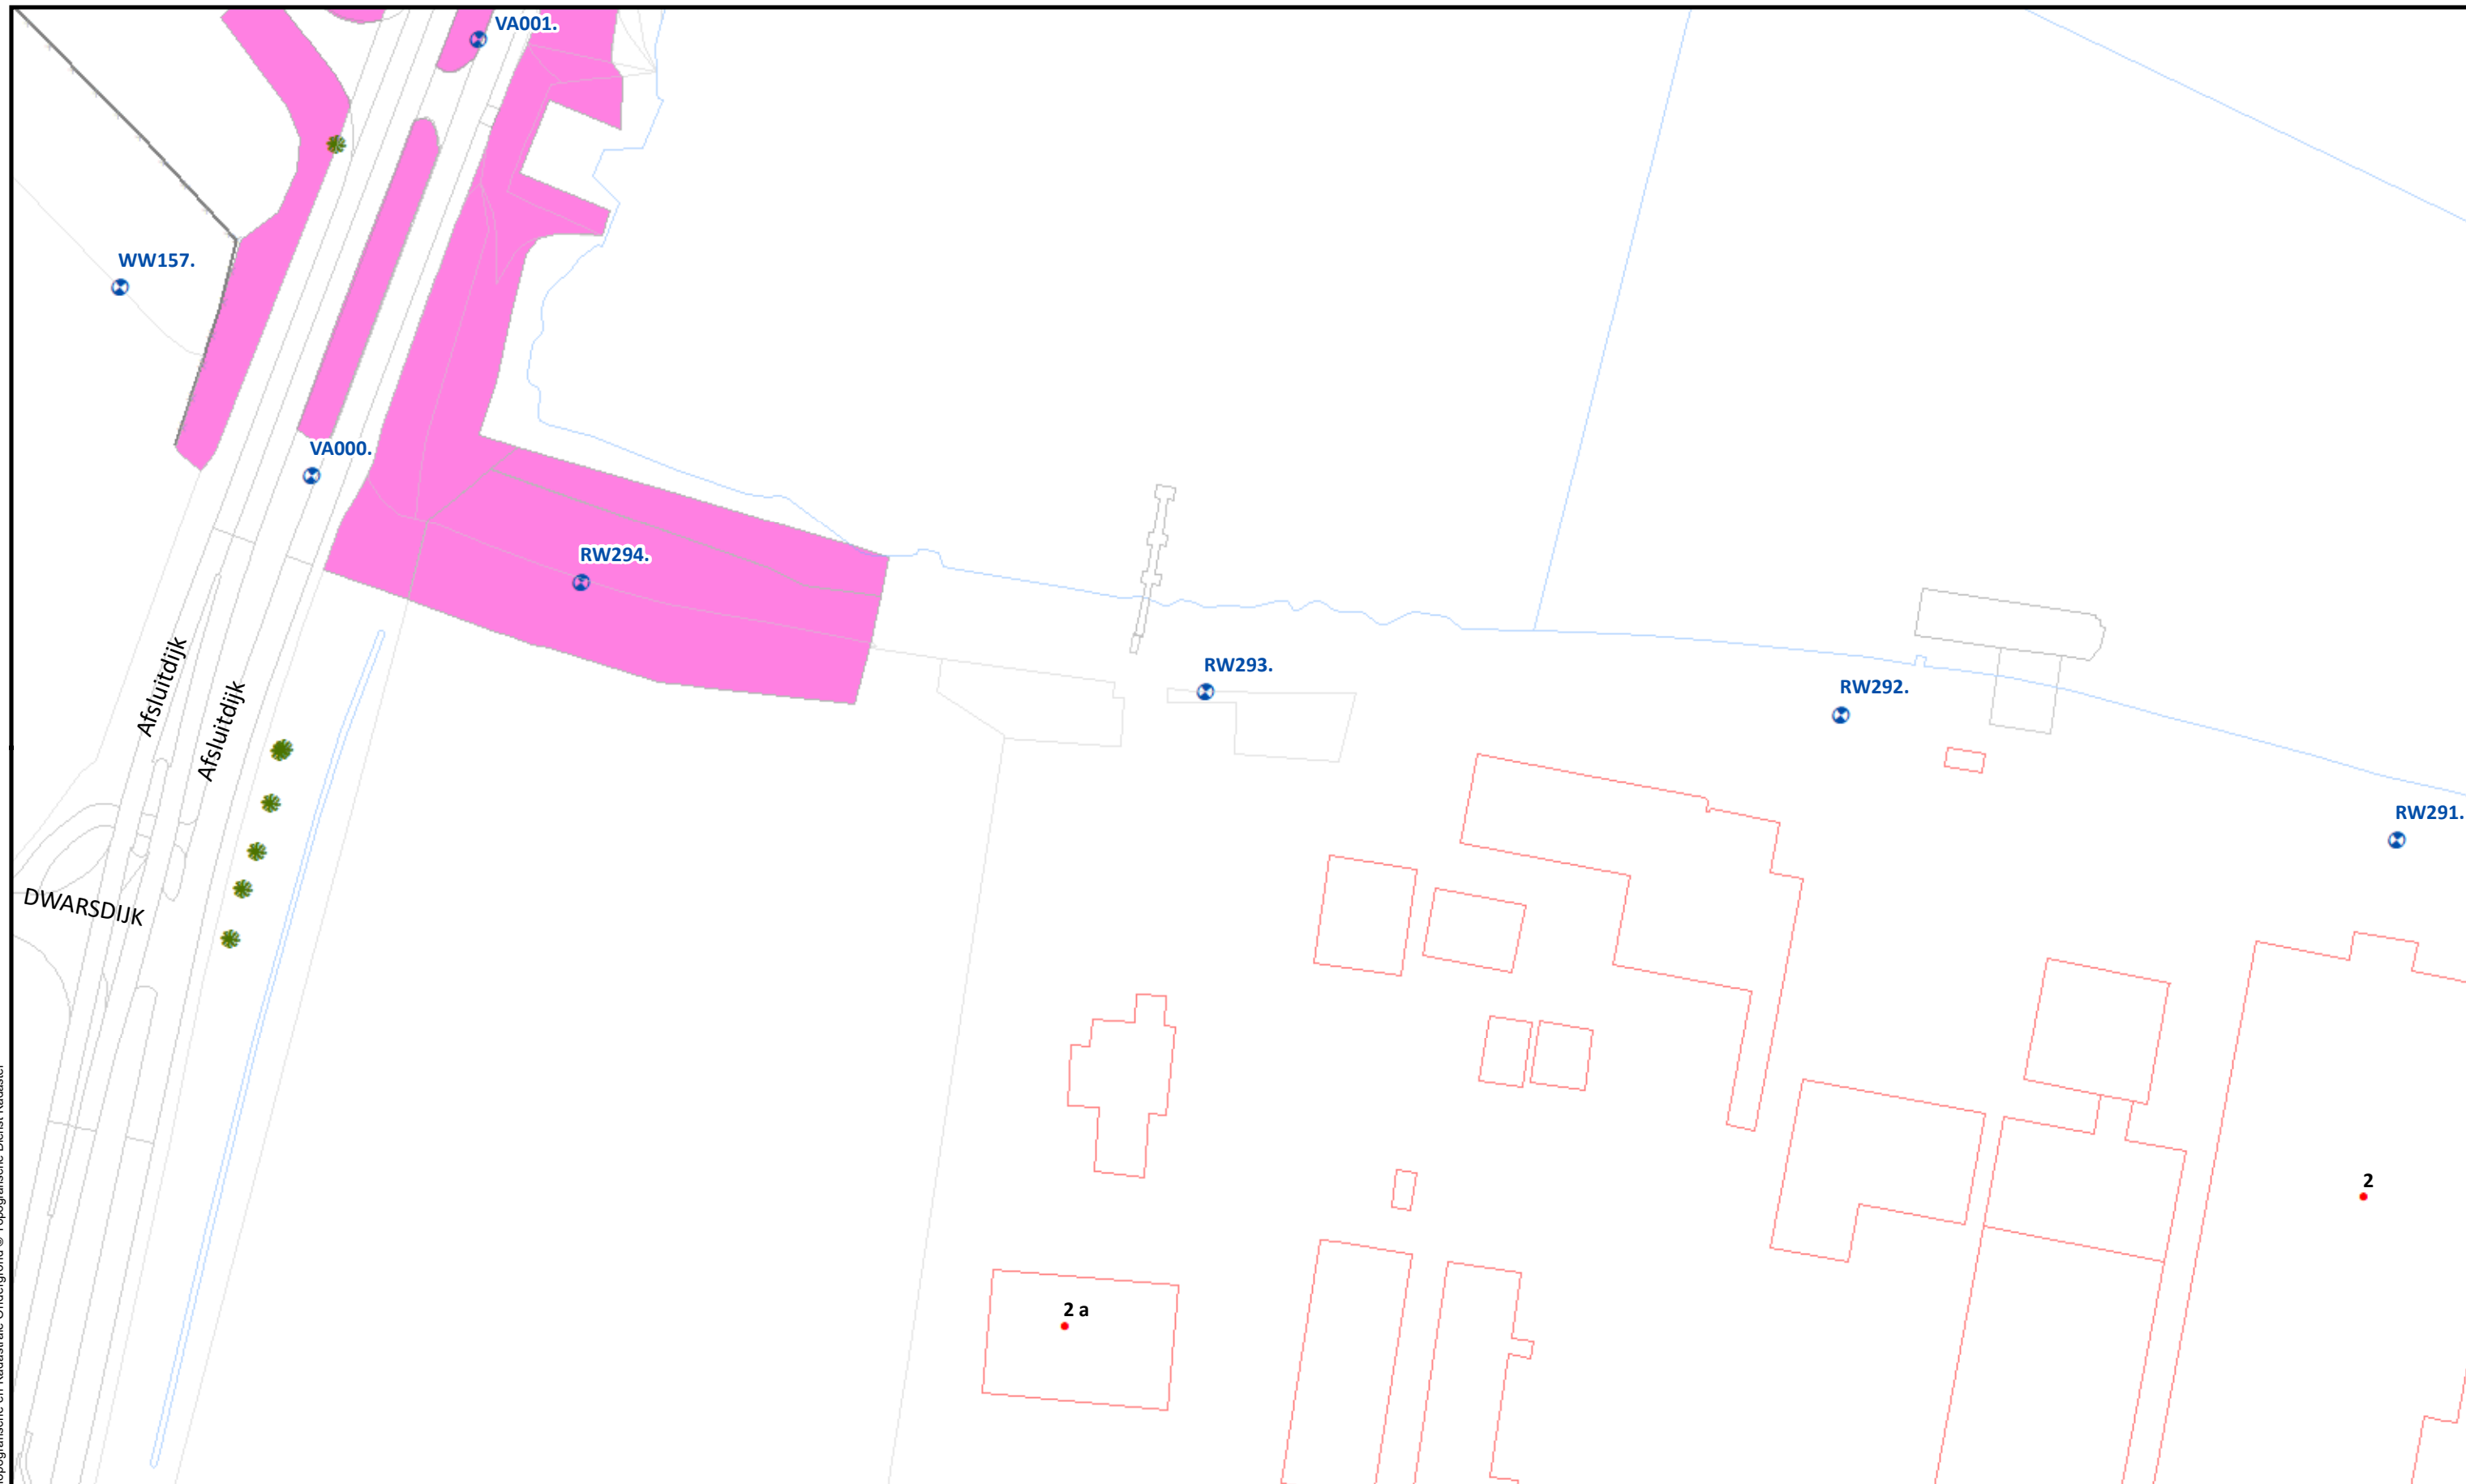 VA001.
WW157.
VA000.
RW294.
Afsluitdijk
RW293.
RW292.
Afsluitdijk
RW291.
DWARSDIJK
2
2 a